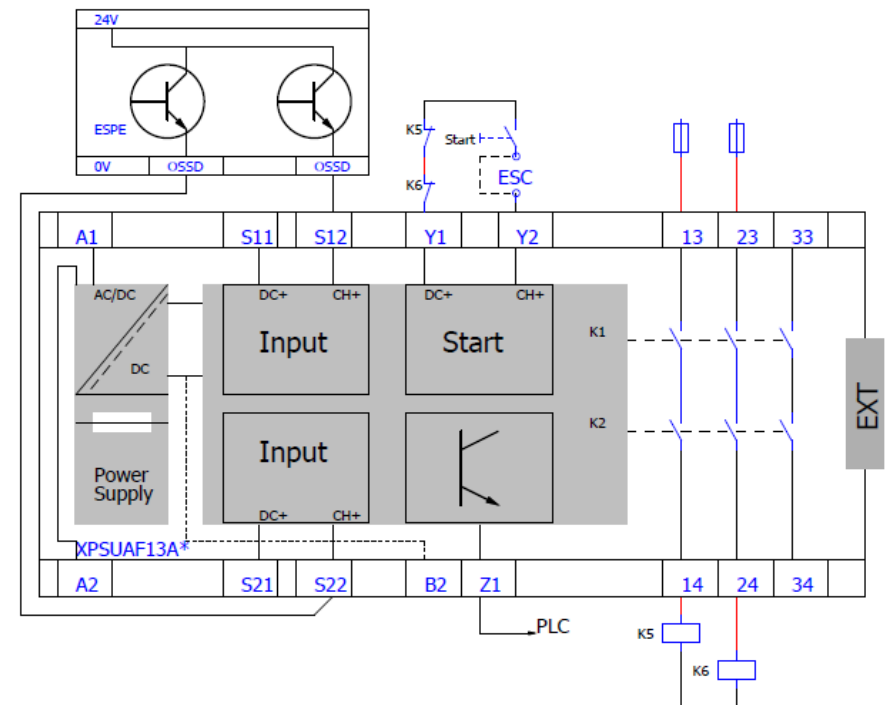 24V
ESPE
0V OSSD OSSD
K5
Start
K6
ESC
A1 S11 S12 Y1 Y2 13 23 33
AC/DC
DC
DC+ CH+
Input
DC+ CH+
Start
K1
K2
EXT
Input
DC+ CH+
Power
Supply
XPSUAF13A*
A2 S21 S22 B2 Z1 14 24 34
PLC
K5
K6